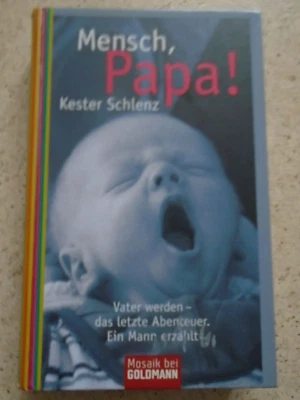 Mensch,
Papa!
Kester Schlenz
Vater werden –
das letzte Abenteuer.
Ein Mann erzählt
Mosaik bei
GOLDMANN